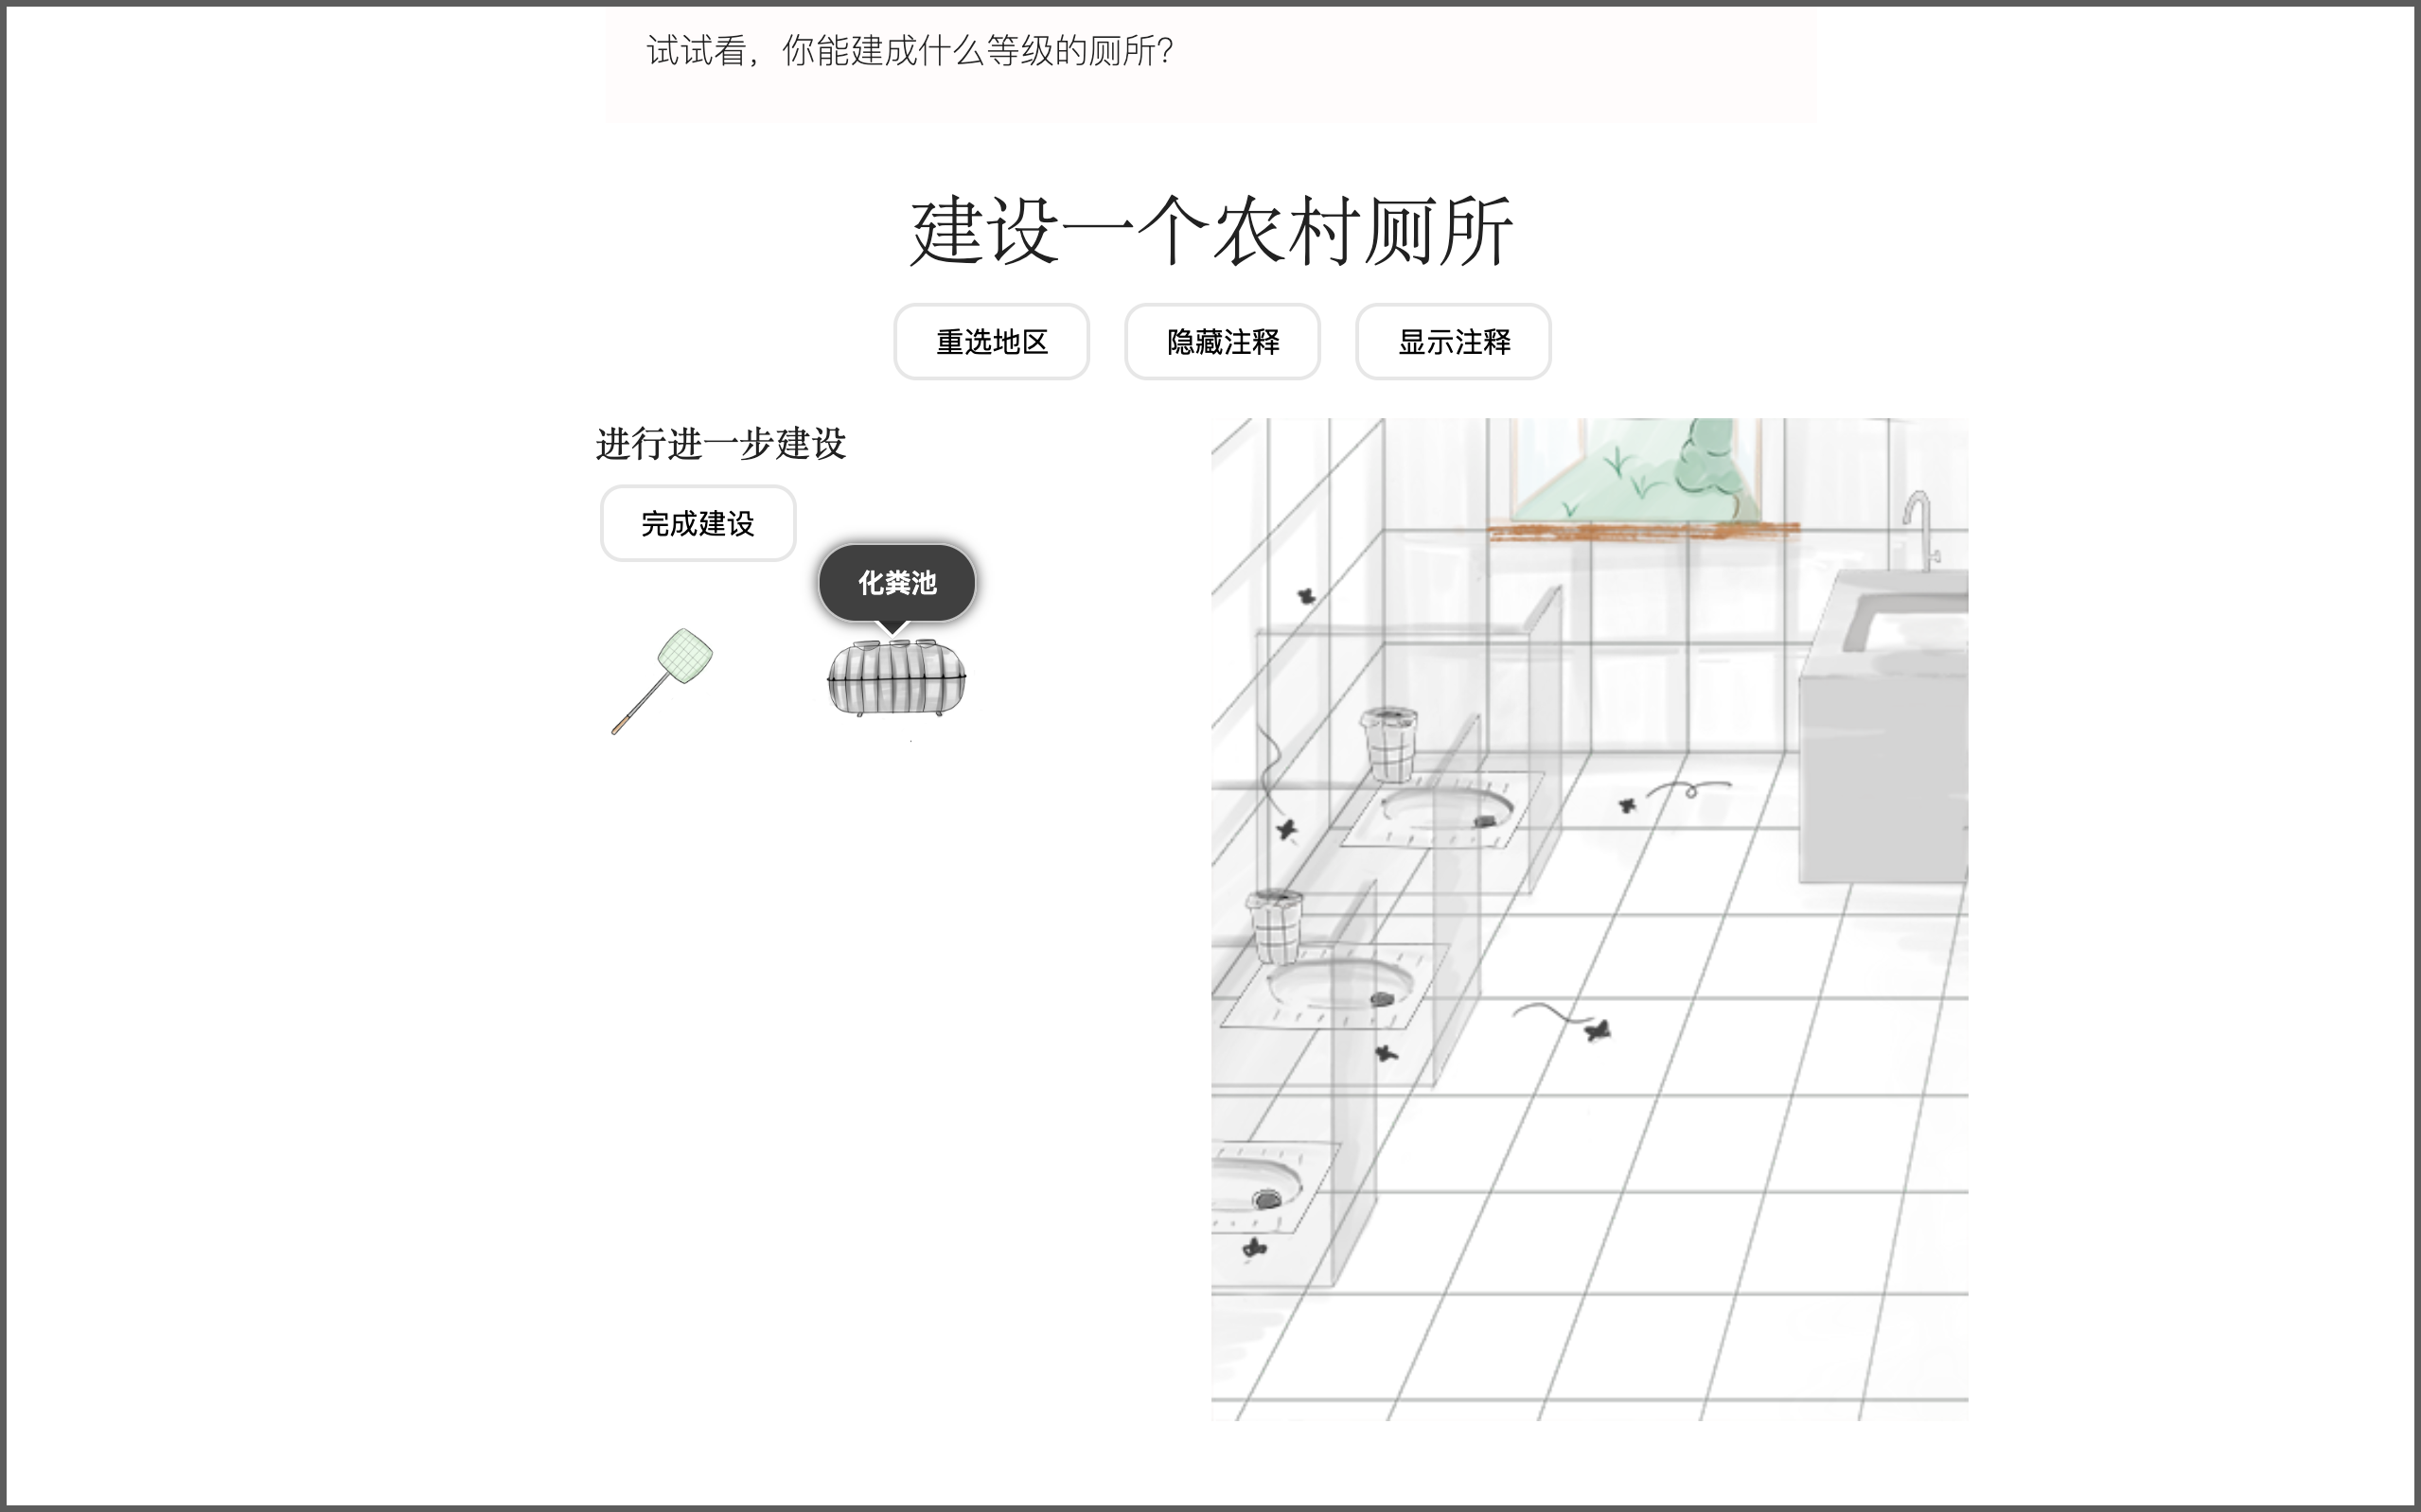 试试看，你能建成什么等级的厕所？
建设一个农村厕所
重选地区
隐藏注释
显示注释
进行进一步建设
完成建设
化粪池